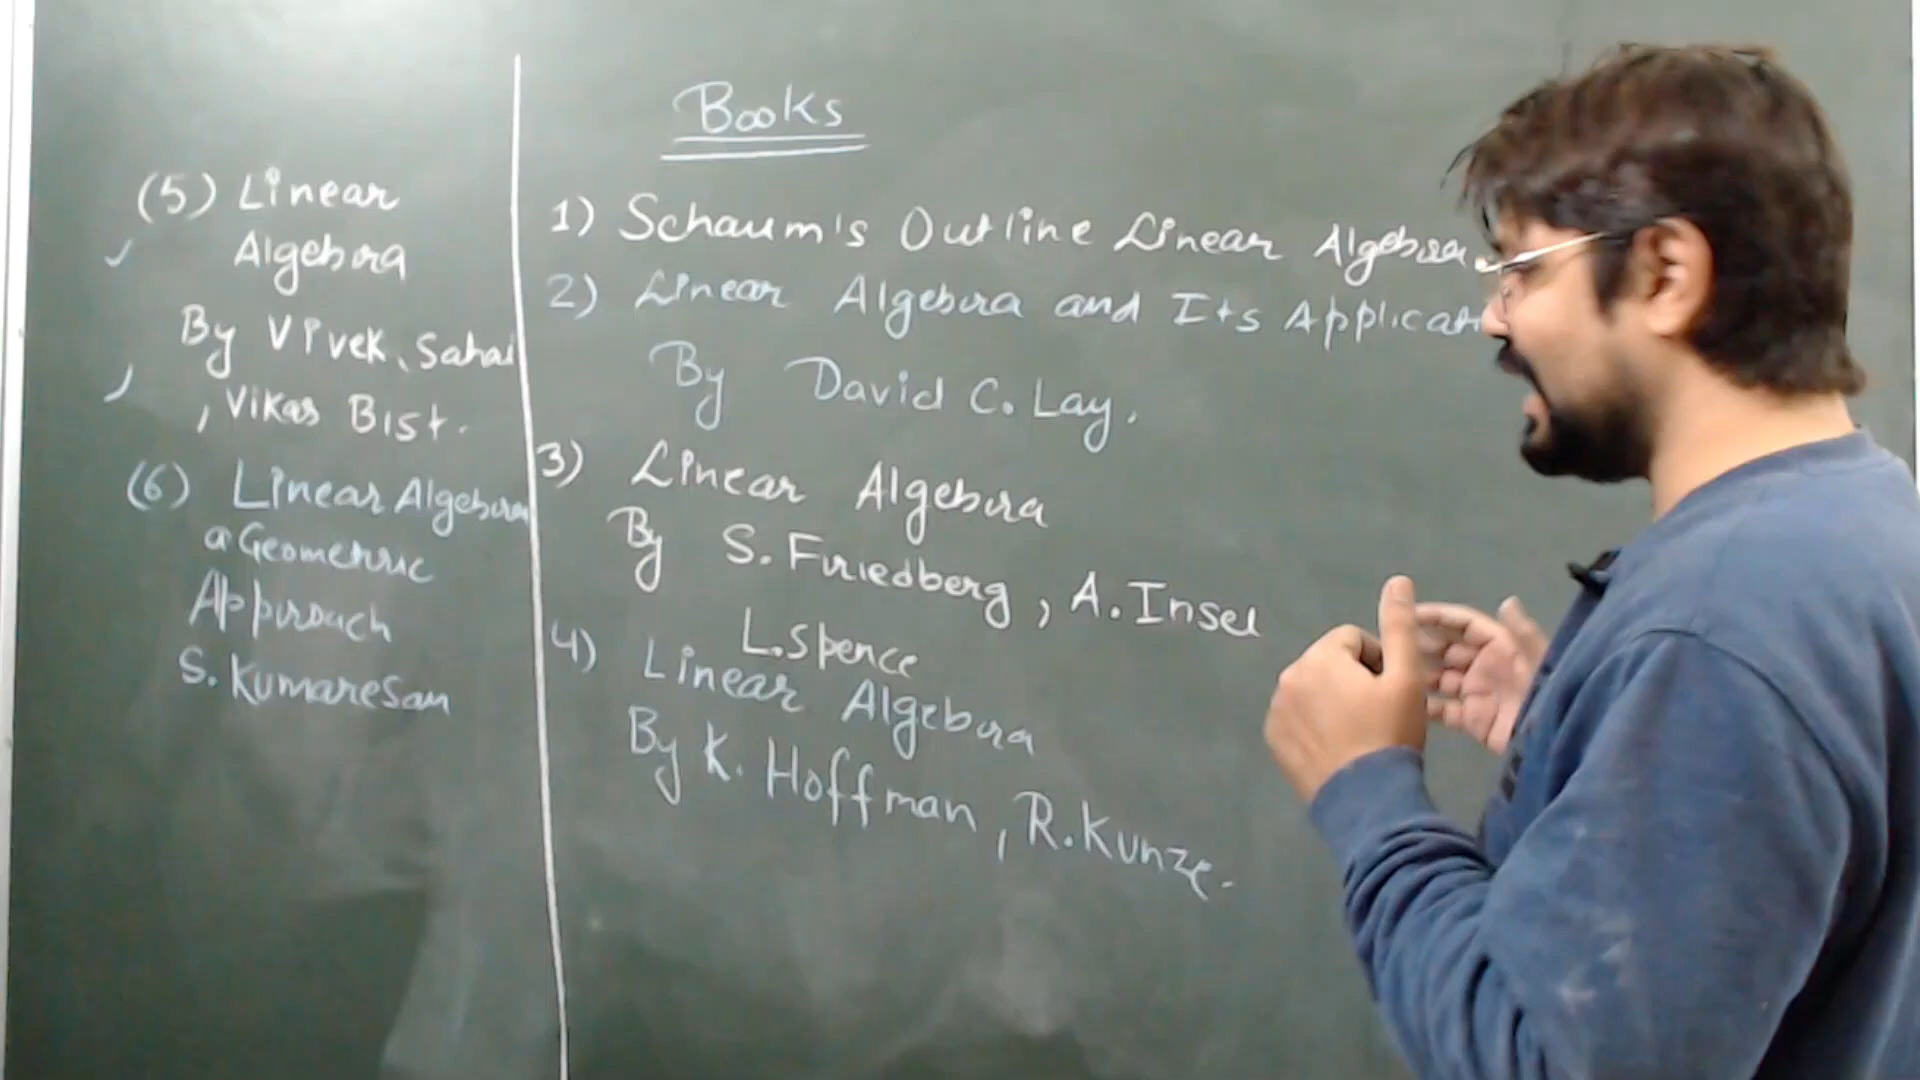 Books
1) Schaum's Outline Linear Algebra
2) Linear Algebra and Its Applicati
By David C. Lay.
3) Linear Algebra
By S. Friedberg, A. Insel
L. Spence
4) Linear Algebra
By K. Hoffman, R. Kunze.
(5) Linear
Algebra
By Vivek, Sahai
, Vikas Bist.
(6) Linear Algebra
a Geometric
Approach
S. Kumaresan